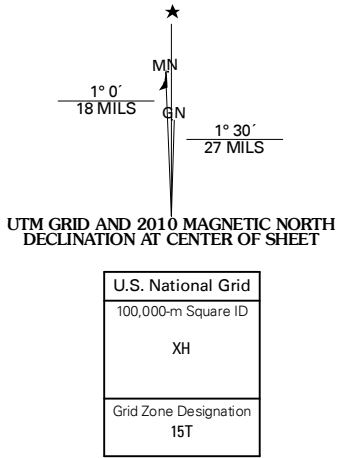 MN
1° 0´
18 MILS
GN
1° 30´
27 MILS
UTM GRID AND 2010 MAGNETIC NORTH
DECLINATION AT CENTER OF SHEET
U.S. National Grid
100,000-m Square ID
XH
Grid Zone Designation
15T